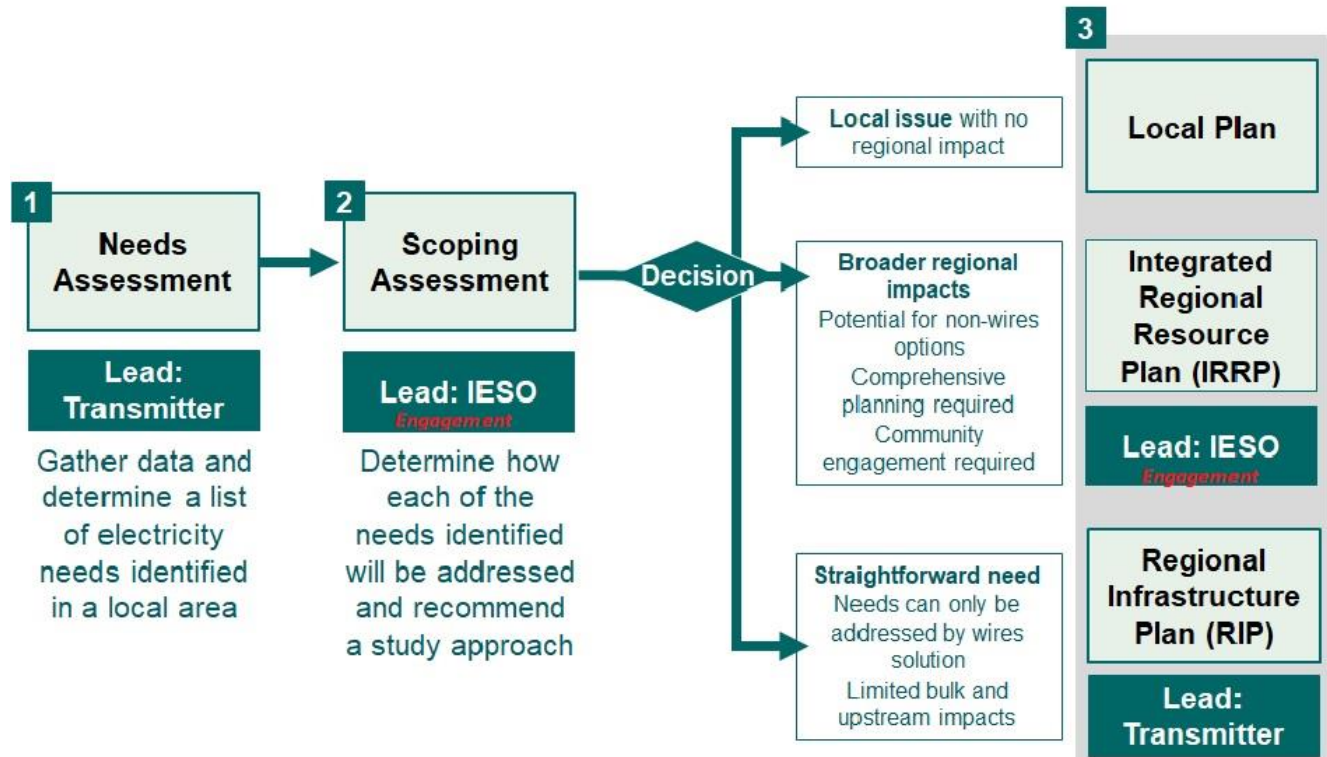 1
Needs
Assessment
Lead:
Transmitter
Gather data and
determine a list
of electricity
needs identified
in a local area
2
Scoping
Assessment
Lead: IESO
Engagement
Determine how
each of the
needs identified
will be addressed
and recommend
a study approach
Decision
Local issue with no
regional impact
Broader regional
impacts
Potential for non-wires
options
Comprehensive
planning required
Community
engagement required
Straightforward need
Needs can only be
addressed by wires
solution
Limited bulk and
upstream impacts
3
Local Plan
Integrated
Regional
Resource
Plan (IRRP)
Lead: IESO
Engagement
Regional
Infrastructure
Plan (RIP)
Lead:
Transmitter